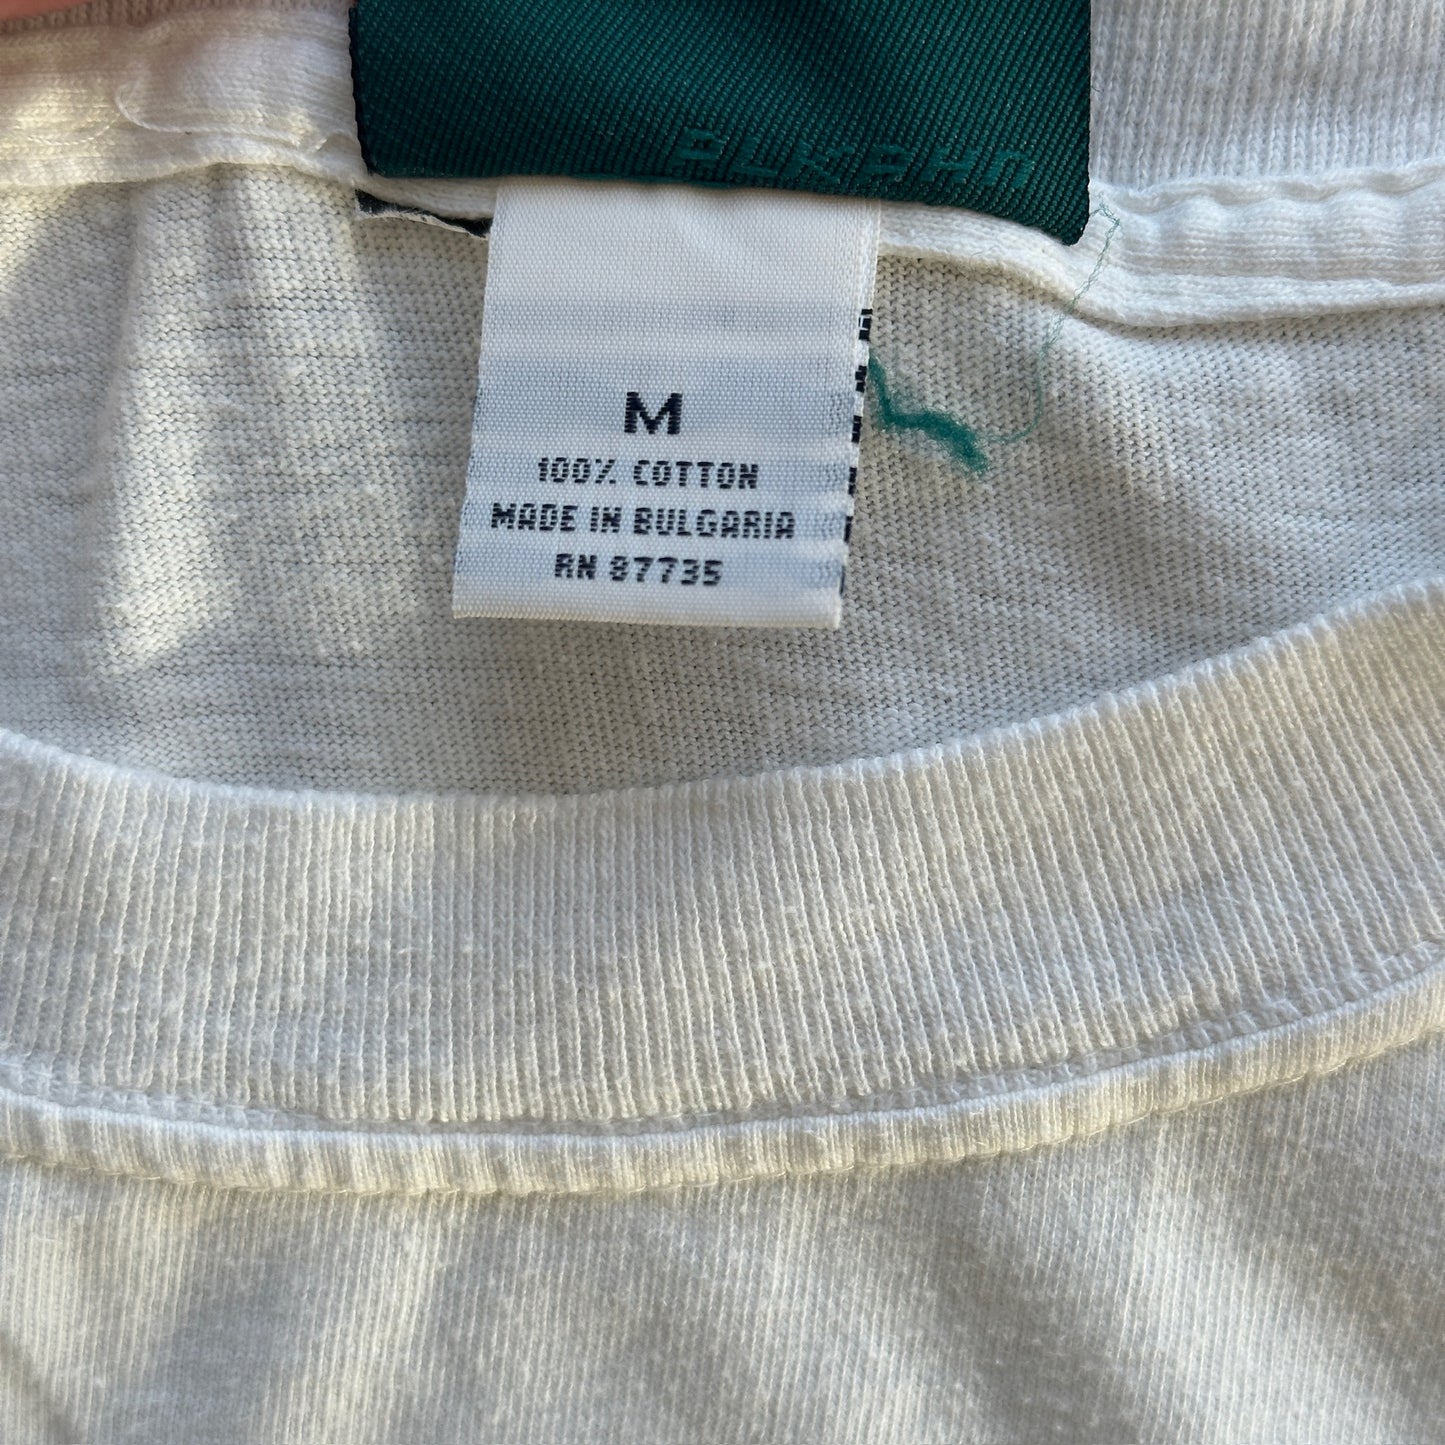 M
100% COTTON
MADE IN BULGARIA
RN 87735